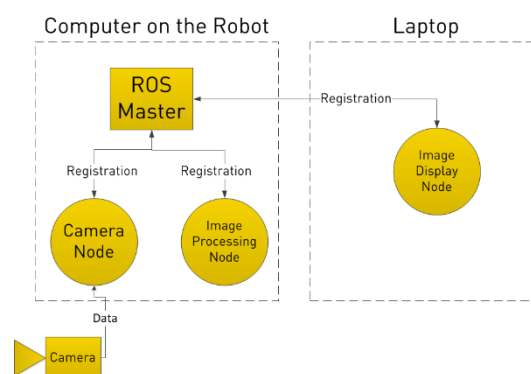 Computer on the Robot
Laptop
ROS
Master
Registration
Registration
Registration
Camera
Node
Image
Processing
Node
Image
Display
Node
Data
Camera